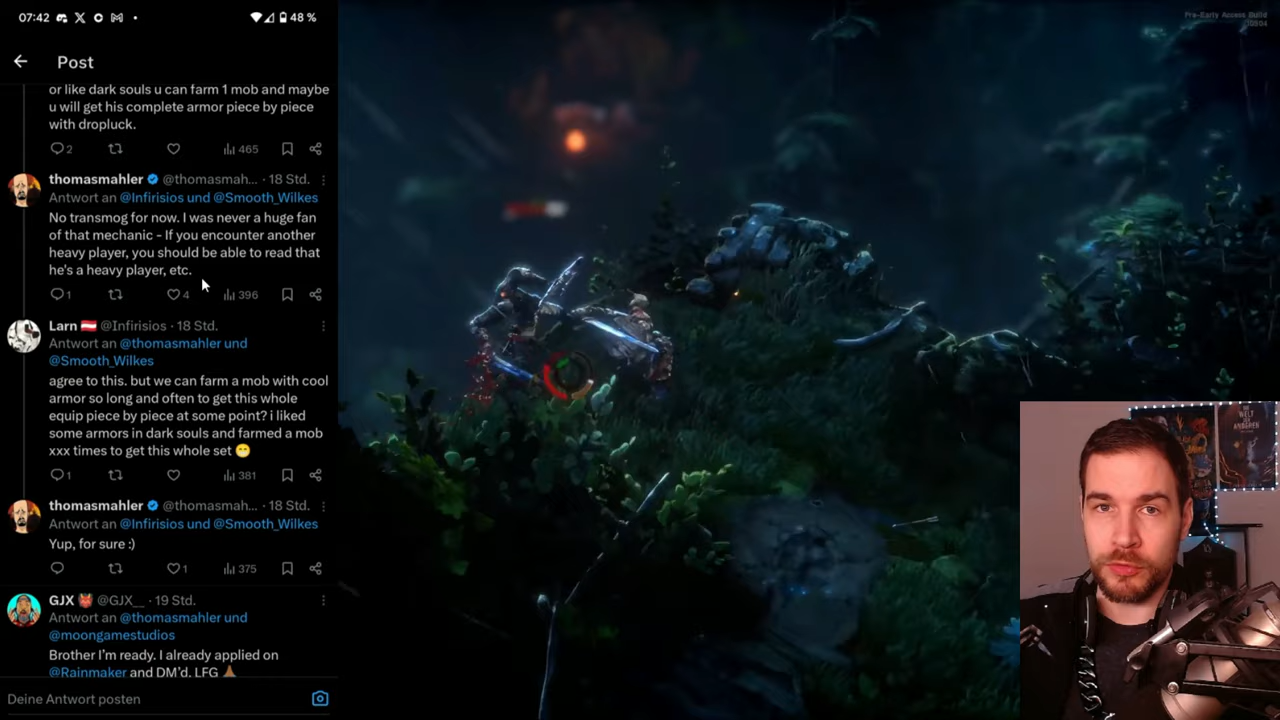 07:42
48 %
Post
or like dark souls u can farm 1 mob and maybe
u will get his complete armor piece by piece
with dropluck.
2
465
thomasmahler @thomasmah... · 18 Std.
Antwort an @Infirisios und @Smooth_Wilkes
No transmog for now. I was never a huge fan
of that mechanic - If you encounter another
heavy player, you should be able to read that
he's a heavy player, etc.
1
4
396
Larn @Infirisios · 18 Std.
Antwort an @thomasmahler und
@Smooth_Wilkes
agree to this. but we can farm a mob with cool
armor so long and often to get this whole
equip piece by piece at some point? i liked
some armors in dark souls and farmed a mob
xxx times to get this whole set 😁
1
381
thomasmahler @thomasmah... · 18 Std.
Antwort an @Infirisios und @Smooth_Wilkes
Yup, for sure :)
1
375
GJX @GJX__ · 19 Std.
Antwort an @thomasmahler und
@moongamestudios
Brother I'm ready. I already applied on
@Rainmaker and DM'd. LFG
Deine Antwort posten
Pre-Early Access Build